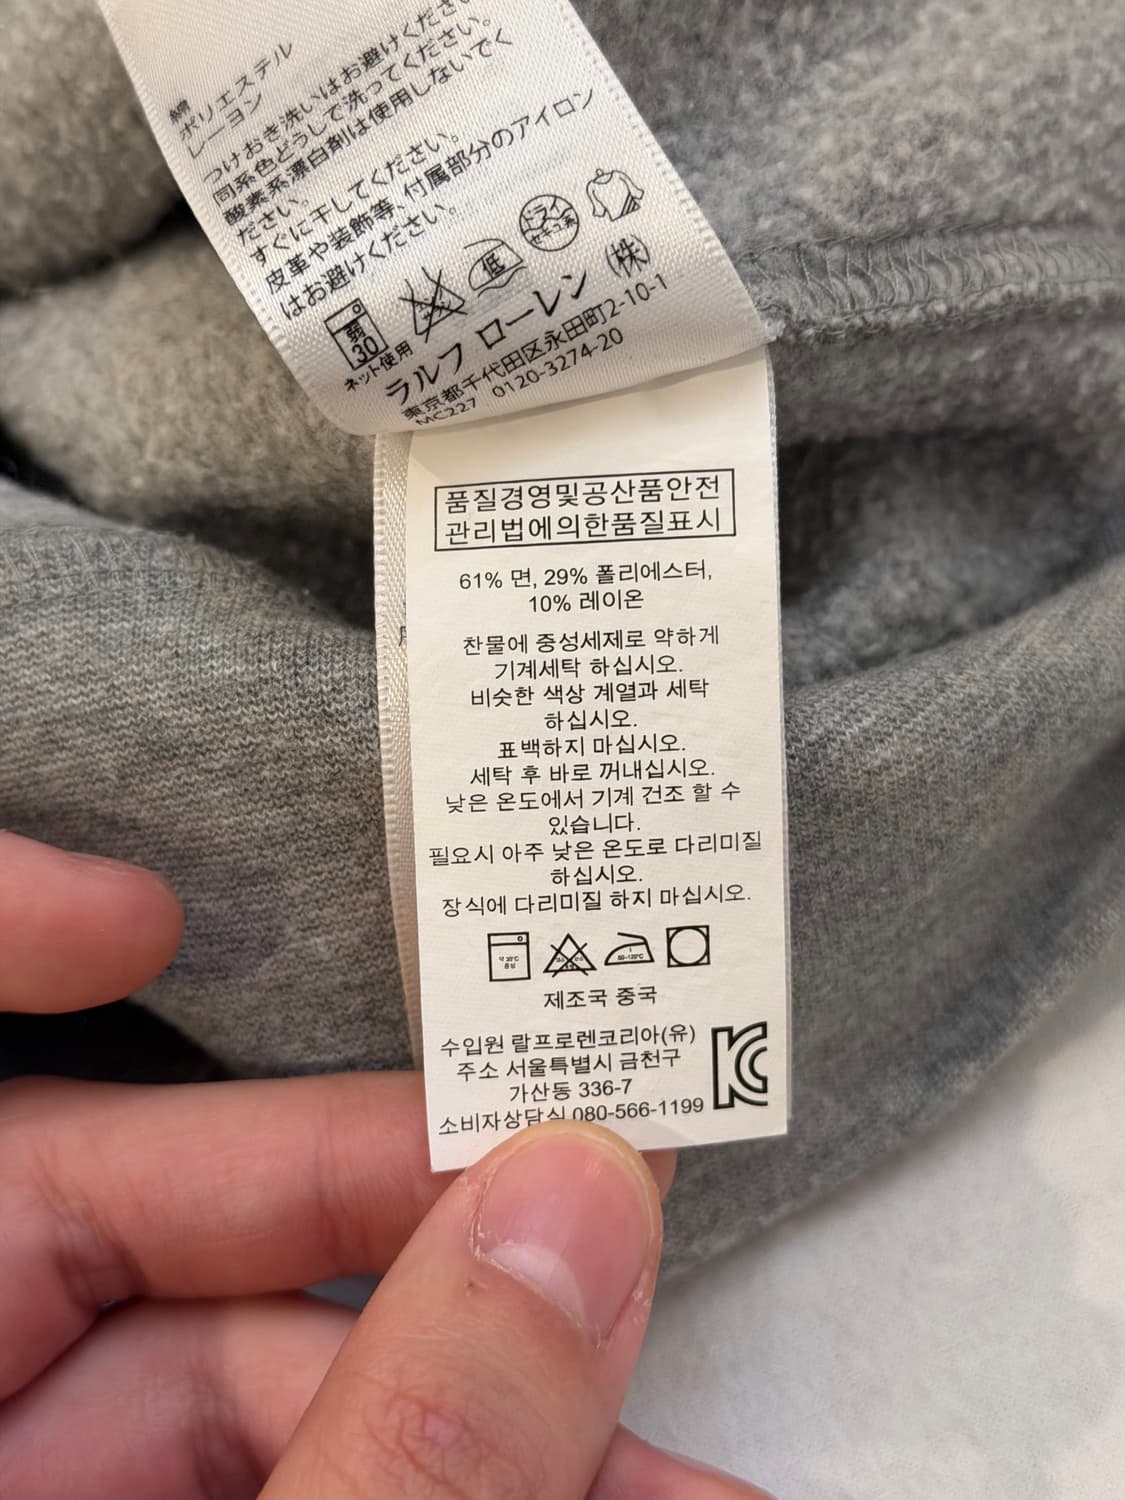 綿
ポリエステル
レーヨン
つけおき洗いはお避けください。
同系色どうしで洗ってください。
酸素系漂白剤は使用しないでく
ださい。
すぐに干してください。
皮革や装飾等、付属部分のアイロン
はお避けください。
弱
30
ネット使用
低
ドライ
ラルフ ローレン (株)
東京都千代田区永田町2-10-1
MC227 0120-3274-20
품질경영및공산품안전
관리법에의한품질표시
61% 면, 29% 폴리에스터,
10% 레이온
찬물에 중성세제로 약하게
기계세탁 하십시오.
비슷한 색상 계열과 세탁
하십시오.
표백하지 마십시오.
세탁 후 바로 꺼내십시오.
낮은 온도에서 기계 건조 할 수
있습니다.
필요시 아주 낮은 온도로 다리미질
하십시오.
장식에 다리미질 하지 마십시오.
약 30°C
중성
80-120°C
제조국 중국
수입원 랄프로렌코리아(유)
주소 서울특별시 금천구
가산동 336-7
소비자상담실 080-566-1199
KC